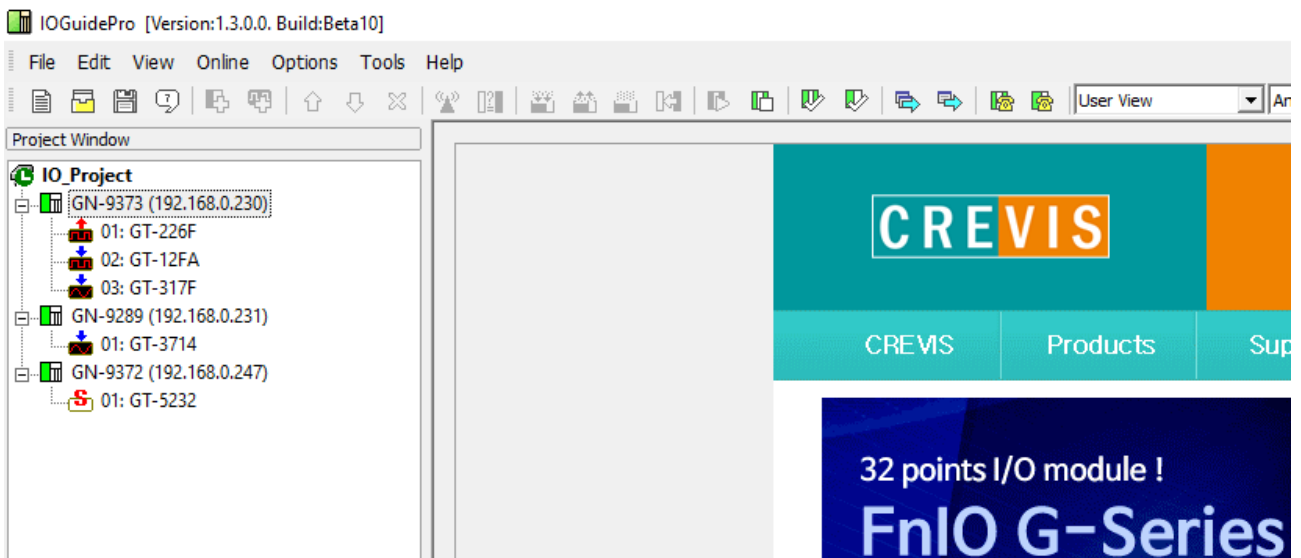 IOGuidePro [Version:1.3.0.0. Build:Beta10]
File Edit View Online Options Tools Help
User View
Project Window
IO_Project
GN-9373 (192.168.0.230)
01: GT-226F
02: GT-12FA
03: GT-317F
GN-9289 (192.168.0.231)
01: GT-3714
GN-9372 (192.168.0.247)
01: GT-5232
CREVIS
CREVIS Products Sup
32 points I/O module !
FnIO G-Series